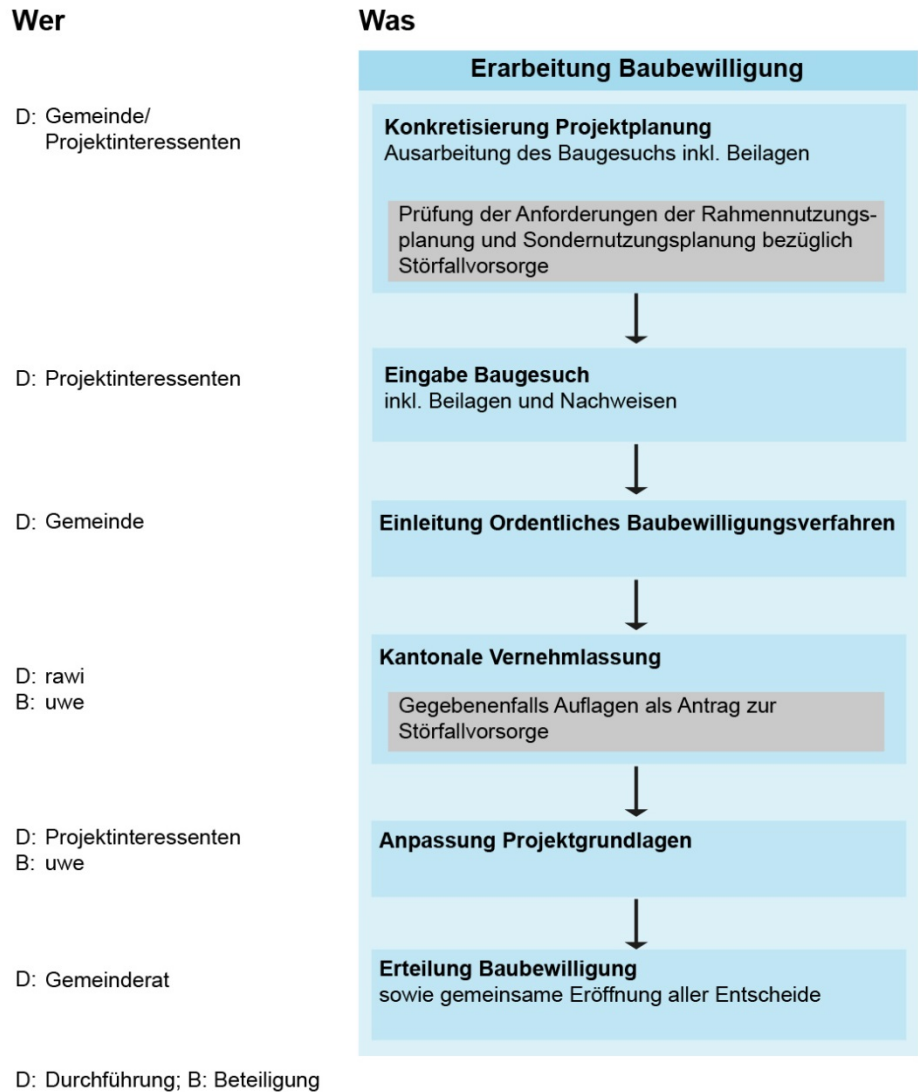 Wer
Was
Erarbeitung Baubewilligung
D: Gemeinde/
Projektinteressenten
Konkretisierung Projektplanung
Ausarbeitung des Baugesuchs inkl. Beilagen
Prüfung der Anforderungen der Rahmennutzungs-
planung und Sondernutzungsplanung bezüglich
Störfallvorsorge
D: Projektinteressenten
Eingabe Baugesuch
inkl. Beilagen und Nachweisen
D: Gemeinde
Einleitung Ordentliches Baubewilligungsverfahren
D: rawi
B: uwe
Kantonale Vernehmlassung
Gegebenenfalls Auflagen als Antrag zur
Störfallvorsorge
D: Projektinteressenten
B: uwe
Anpassung Projektgrundlagen
D: Gemeinderat
Erteilung Baubewilligung
sowie gemeinsame Eröffnung aller Entscheide
D: Durchführung; B: Beteiligung